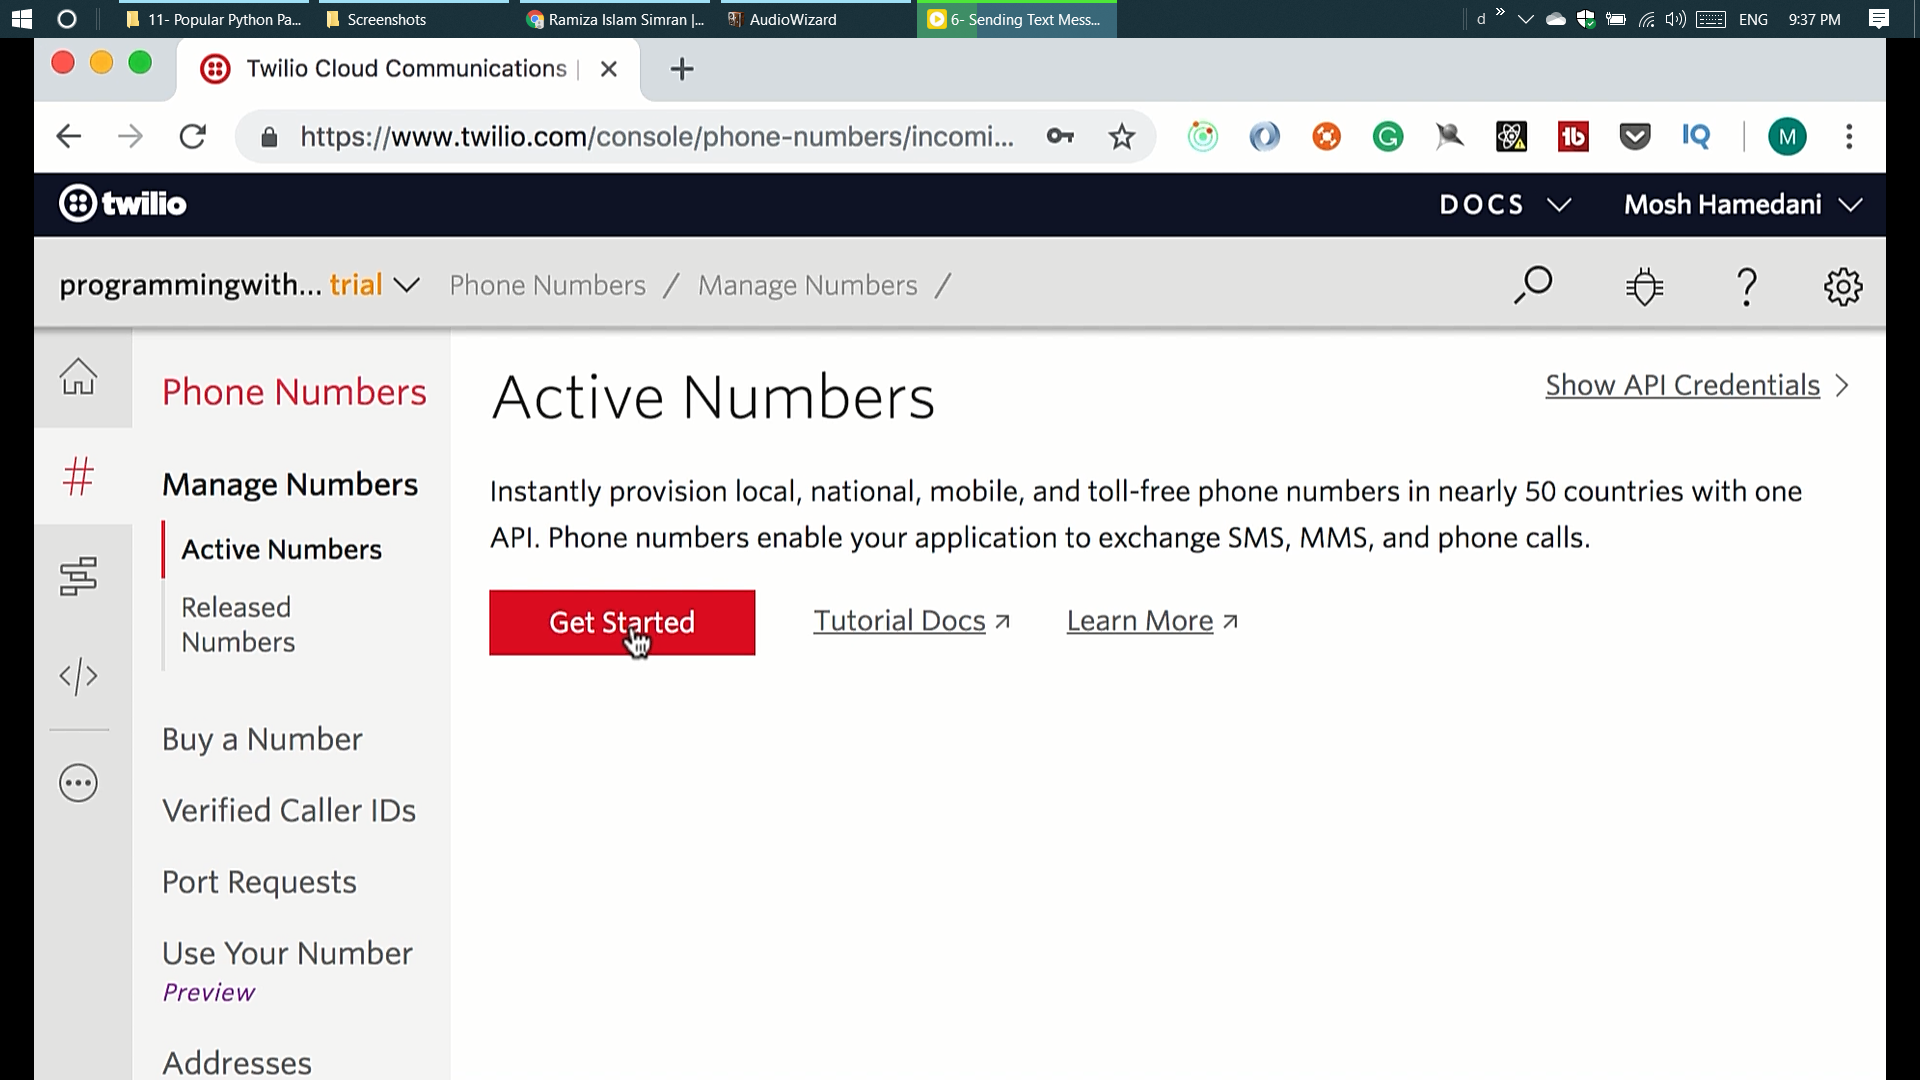 11- Popular Python Pa...
Screenshots
Ramiza Islam Simran |...
AudioWizard
6- Sending Text Mess...
d
»
ENG
9:37 PM
Twilio Cloud Communications |
https://www.twilio.com/console/phone-numbers/incomi...
G
tb
IQ
M
twilio
DOCS
Mosh Hamedani
programmingwith... trial
Phone Numbers / Manage Numbers /
?
Phone Numbers
#
Manage Numbers
Active Numbers
Released
Numbers
</>
Buy a Number
Verified Caller IDs
Port Requests
Use Your Number
Preview
Addresses
Active Numbers
Show API Credentials
Instantly provision local, national, mobile, and toll-free phone numbers in nearly 50 countries with one
API. Phone numbers enable your application to exchange SMS, MMS, and phone calls.
Get Started
Tutorial Docs
Learn More